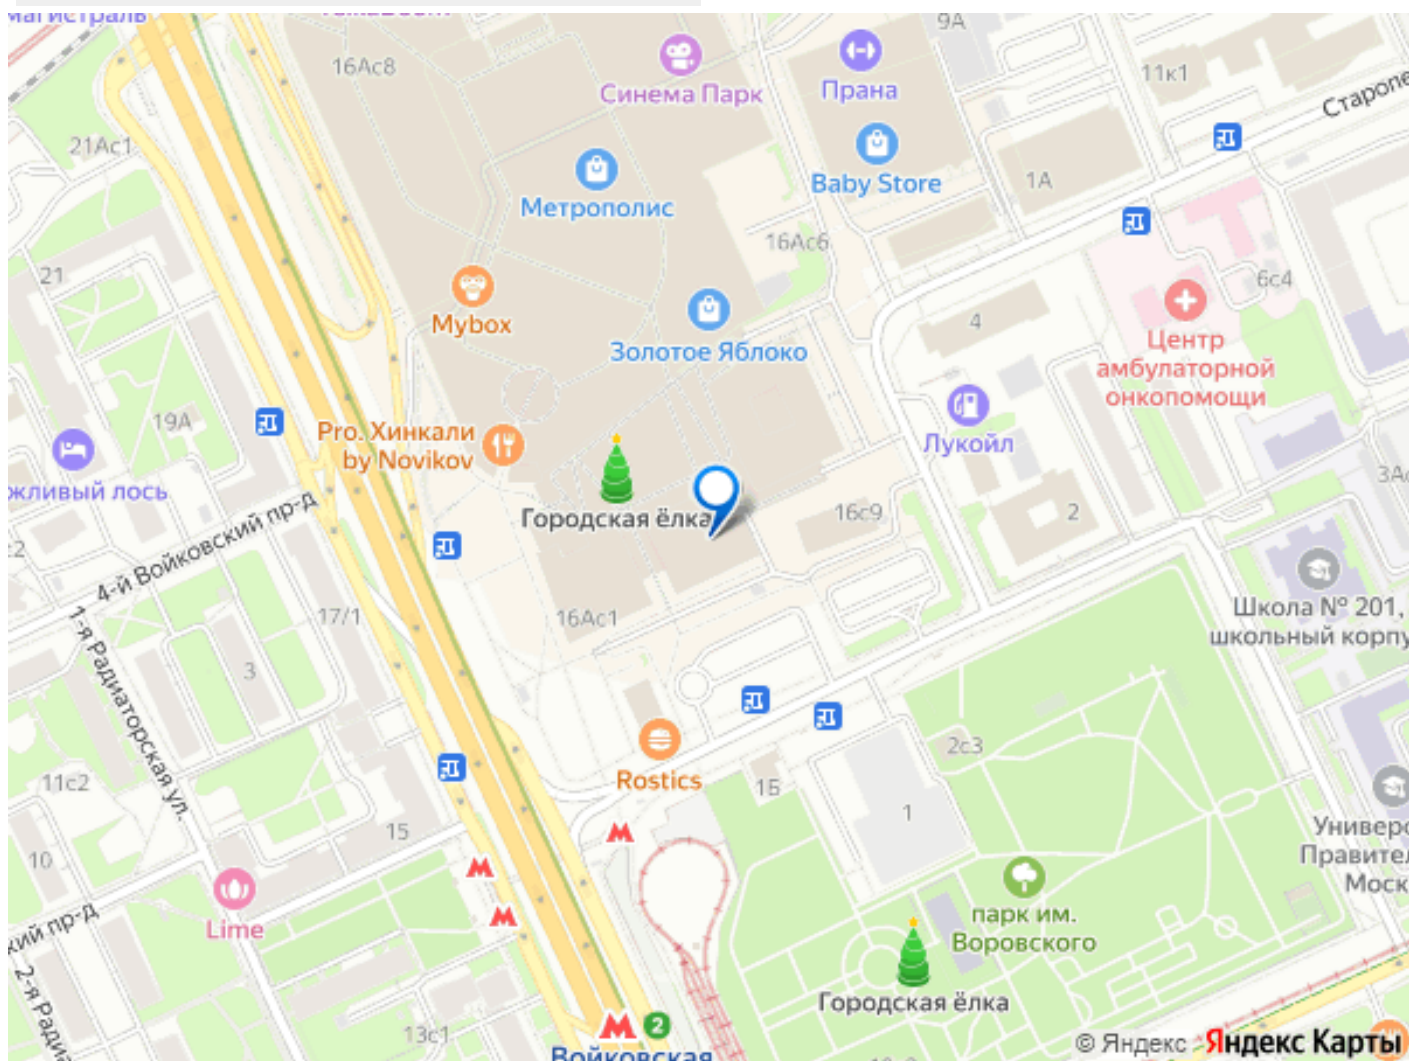 магистраль
9А
16Ас8
Синема Парк
Прана
11к1
21Ас1
Метрополис
Baby Store
1А
16Ас6
21
6с4
Mybox
Золотое Яблоко
4
Центр
амбулаторной
онкопомощи
19А
Pro. Хинкали
by Novikov
Лукойл
жливый лось
4-й Войковский пр-д
Городская ёлка
16с9
2
17/1
16Ас1
Школа № 201,
1-я Радиаторская ул.
3
11с2
Rostics
1Б
2с3
1
15
10
М
М
М
Lime
парк им.
Воровского
Городская ёлка
13с1
М 2
Войковская
© Яндекс Яндекс Карты